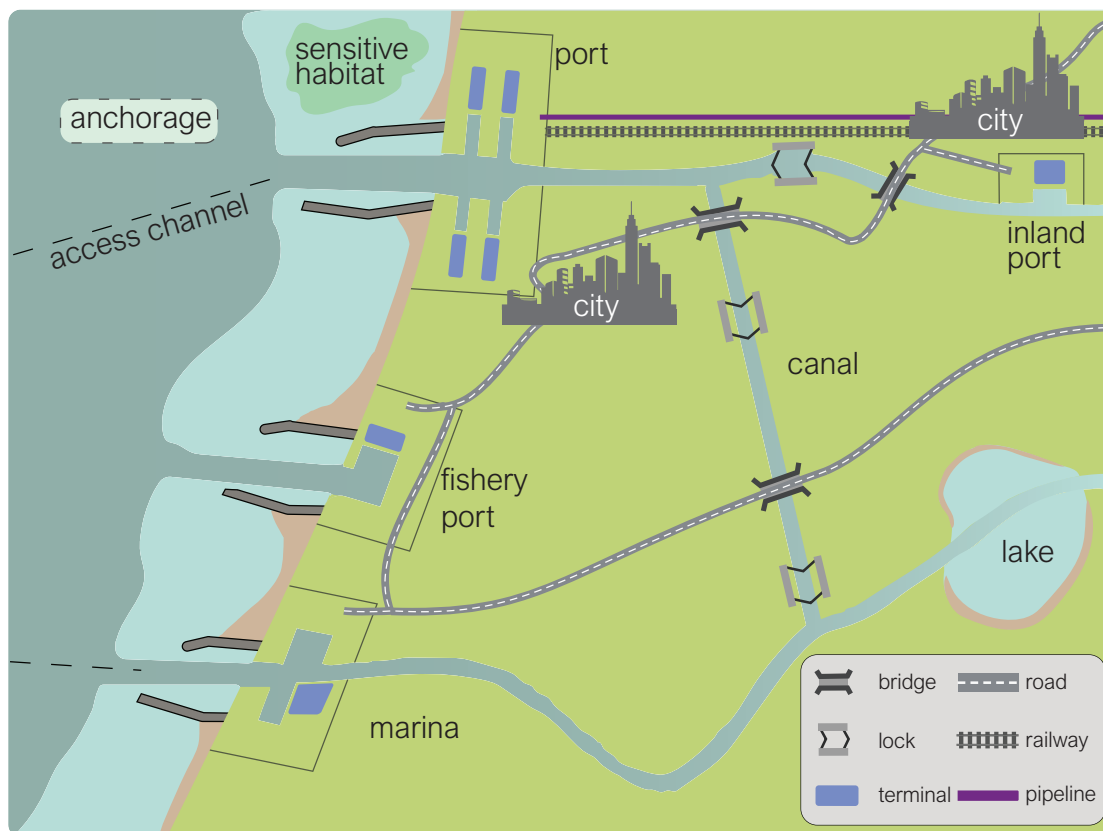 sensitive
habitat
port
anchorage
city
access channel
inland
port
city
canal
fishery
port
lake
marina
bridge
road
lock
railway
terminal
pipeline